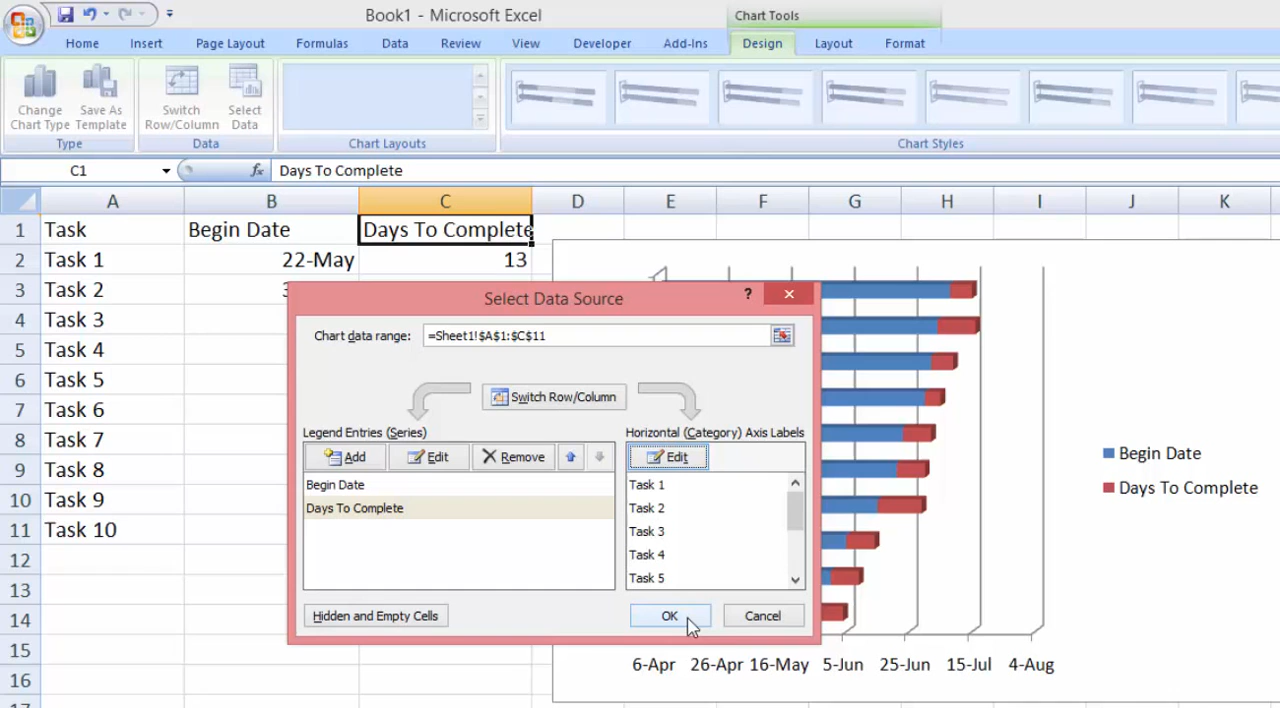 Book1 - Microsoft Excel
Chart Tools
Home Insert Page Layout Formulas Data Review View Developer Add-Ins Design Layout Format
Change Chart Type
Save As Template
Switch Row/Column
Select Data
Type Data Chart Layouts Chart Styles
C1 fx Days To Complete
A B C D E F G H I J K
1 Task Begin Date Days To Complete
2 Task 1 22-May 13
3 Task 2 3
4 Task 3
5 Task 4
6 Task 5
7 Task 6
8 Task 7
9 Task 8
10 Task 9
11 Task 10
12
13
14
15
16
Select Data Source ?
Chart data range: =Sheet1!$A$1:$C$11
Switch Row/Column
Legend Entries (Series)
Add Edit Remove
Begin Date
Days To Complete
Horizontal (Category) Axis Labels
Edit
Task 1
Task 2
Task 3
Task 4
Task 5
Hidden and Empty Cells OK Cancel
Begin Date
Days To Complete
6-Apr 26-Apr 16-May 5-Jun 25-Jun 15-Jul 4-Aug